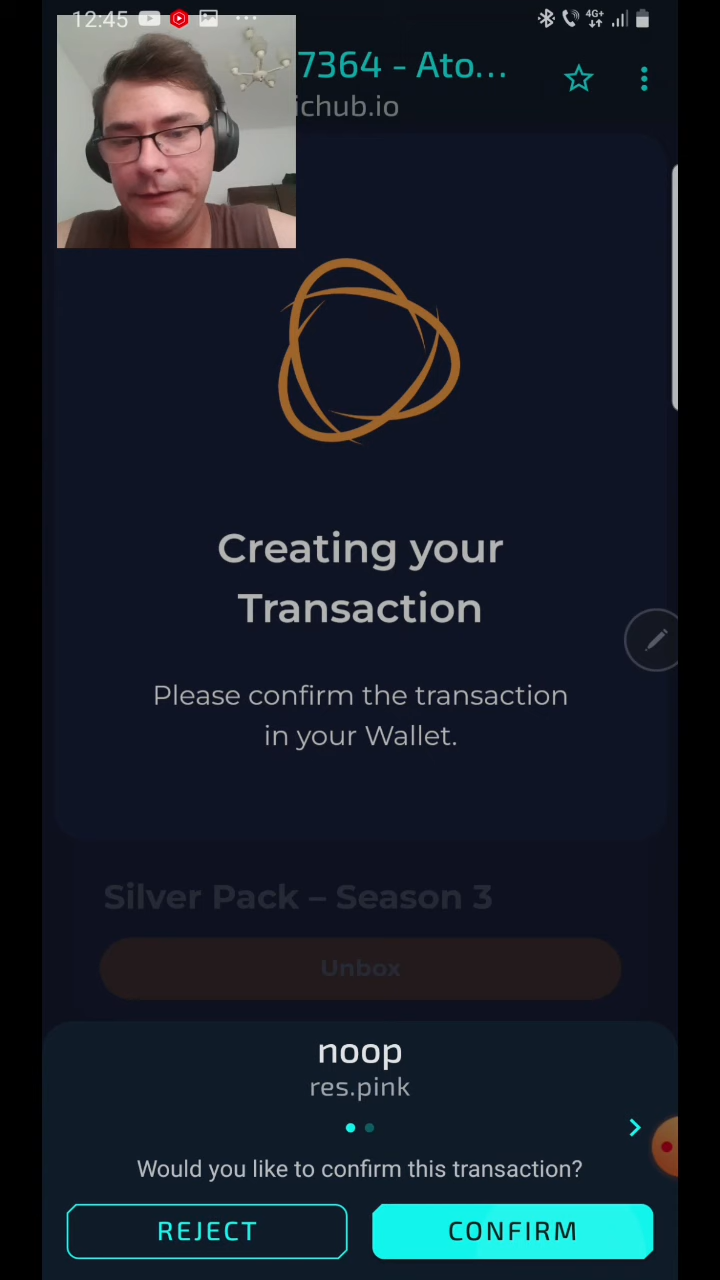 12:45
4G+
7364 - Ato...
ichub.io
Creating your
Transaction
Please confirm the transaction
in your Wallet.
Silver Pack – Season 3
Unbox
noop
res.pink
Would you like to confirm this transaction?
REJECT
CONFIRM